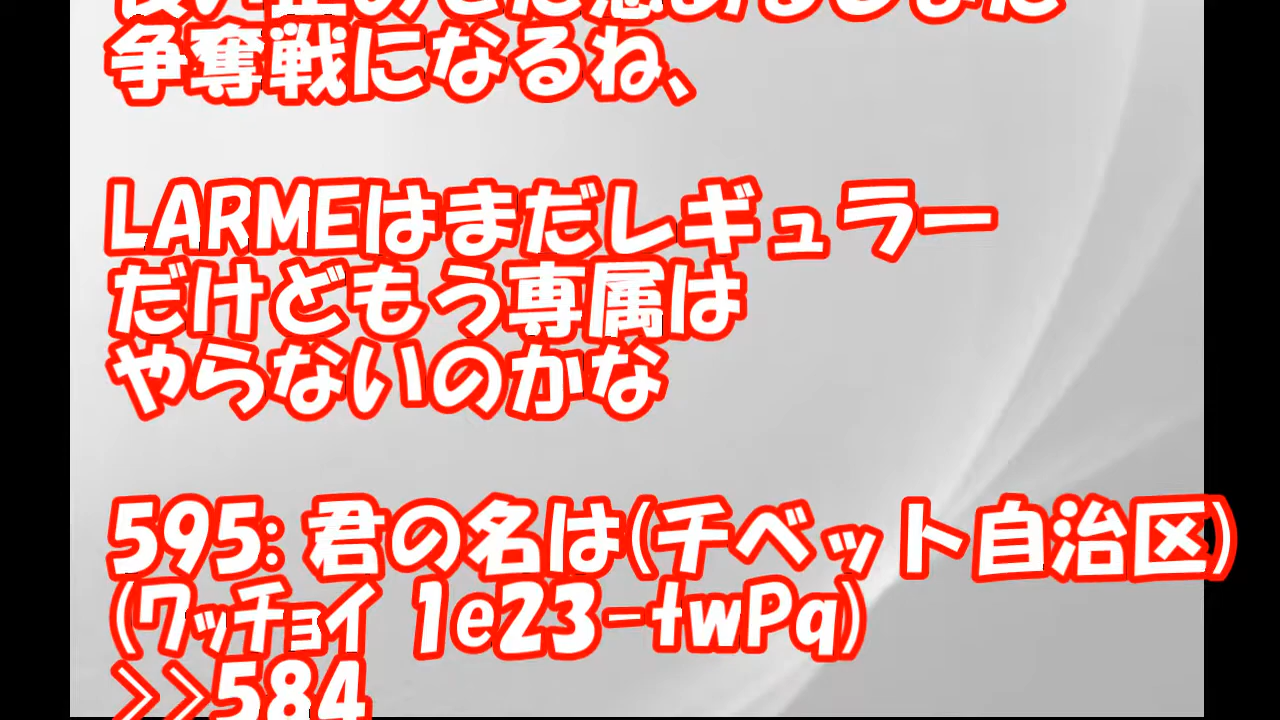 争奪戦になるね、
LARMEはまだレギュラー
だけどもう専属は
やらないのかな
595: 君の名は(チベット自治区)
(ﾜｯﾁｮｲ 1e23-twPq)
>>584